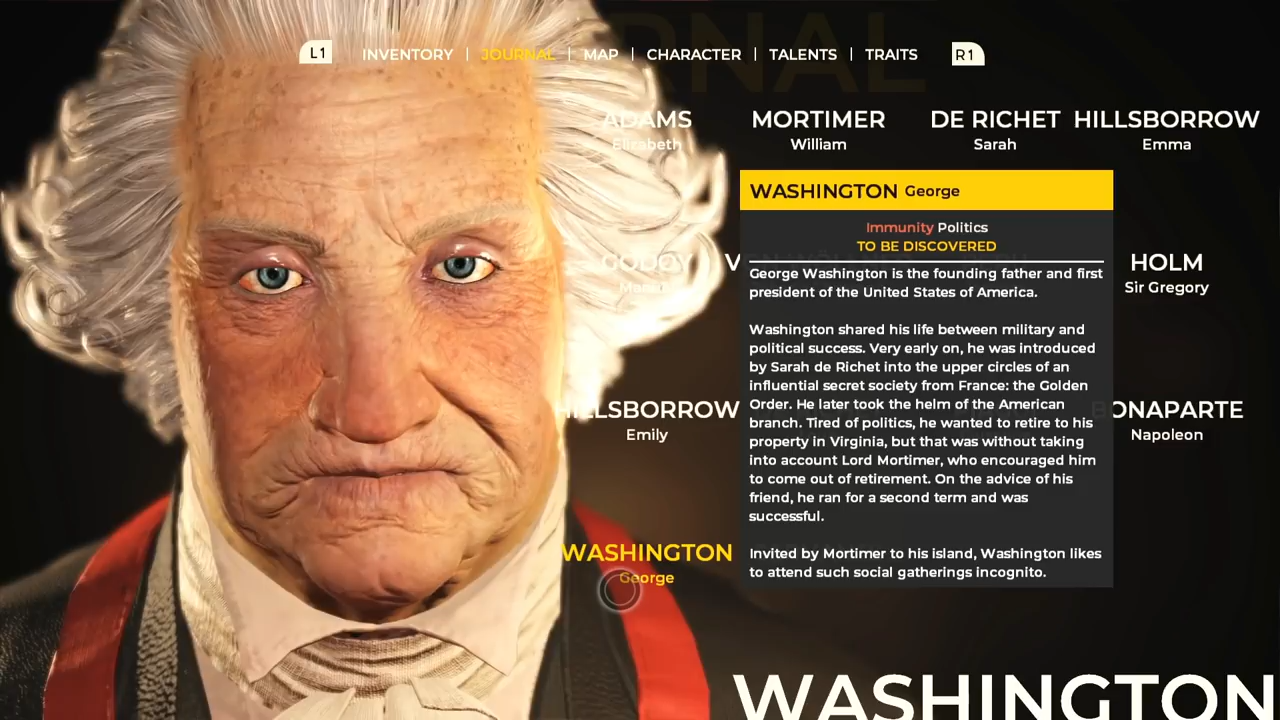 L1 INVENTORY | JOURNAL | MAP | CHARACTER | TALENTS | TRAITS R1
ADAMS MORTIMER DE RICHET HILLSBORROW
Elizabeth William Sarah Emma
WASHINGTON George
Immunity Politics
TO BE DISCOVERED
GODOY HOLM
Sir Gregory
George Washington is the founding father and first
president of the United States of America.
Washington shared his life between military and
political success. Very early on, he was introduced
by Sarah de Richet into the upper circles of an
influential secret society from France: the Golden
Order. He later took the helm of the American
branch. Tired of politics, he wanted to retire to his
property in Virginia, but that was without taking
into account Lord Mortimer, who encouraged him
to come out of retirement. On the advice of his
friend, he ran for a second term and was
successful.
Invited by Mortimer to his island, Washington likes
to attend such social gatherings incognito.
HILLSBORROW BONAPARTE
Emily Napoleon
WASHINGTON
George
WASHINGTON